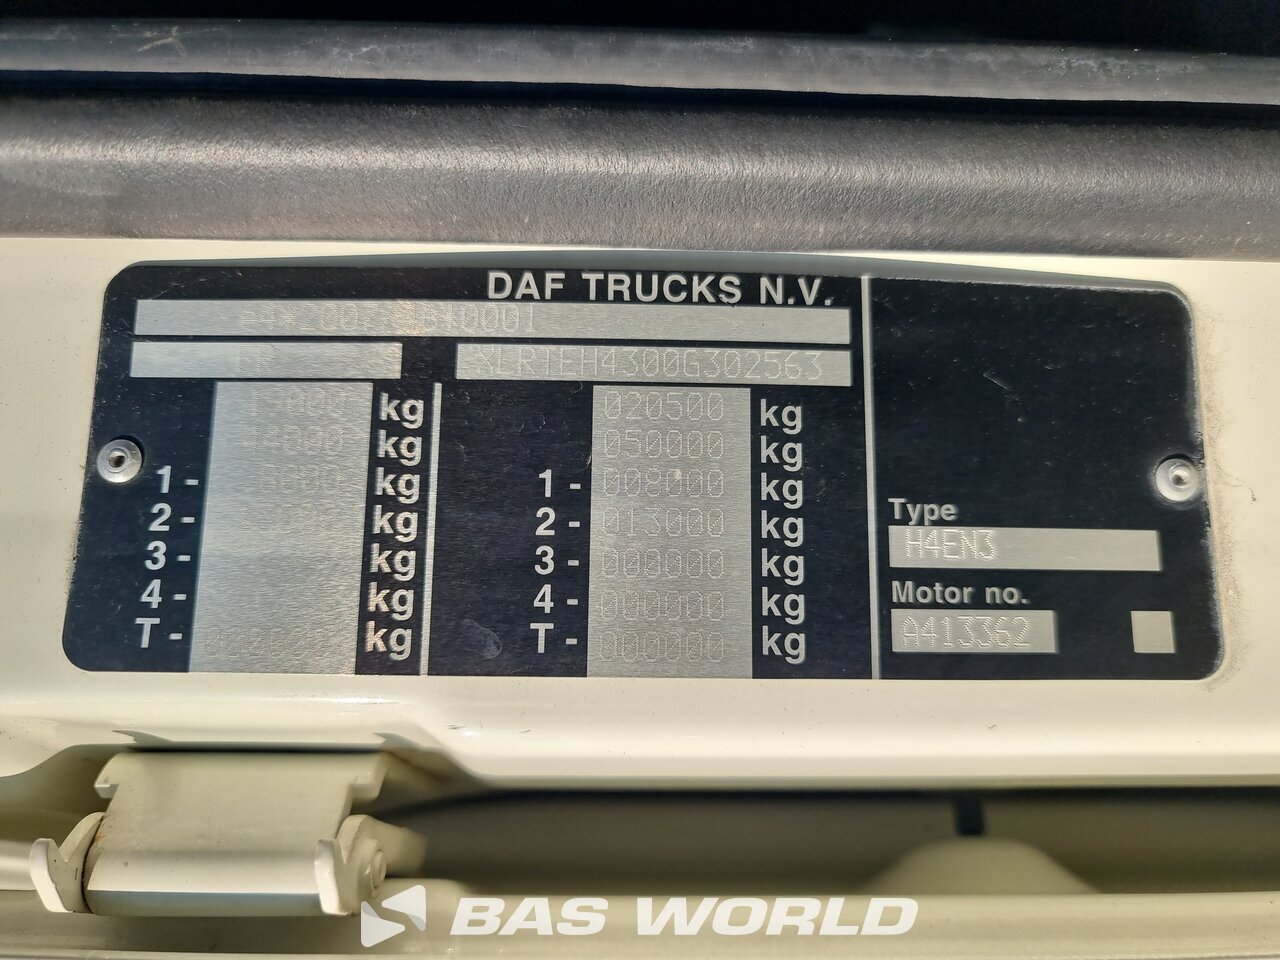 DAF TRUCKS N.V.
XLRTEH4300G302563
kg 020500 kg
kg 050000 kg
1- kg 1- 008000 kg
2- kg 2- 013000 kg
3- kg 3- 000000 kg
4- kg 4- 000000 kg
T- kg T- 000000 kg
Type
H4EN3
Motor no.
A413362
BAS WORLD